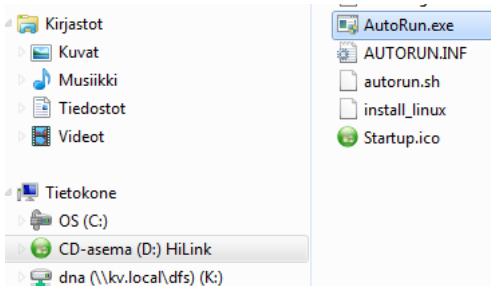 Kirjastot
Kuvat
Musiikki
Tiedostot
Videot
Tietokone
OS (C:)
CD-asema (D:) HiLink
dna (\\kv.local\dfs) (K:)
AutoRun.exe
AUTORUN.INF
autorun.sh
install_linux
Startup.ico